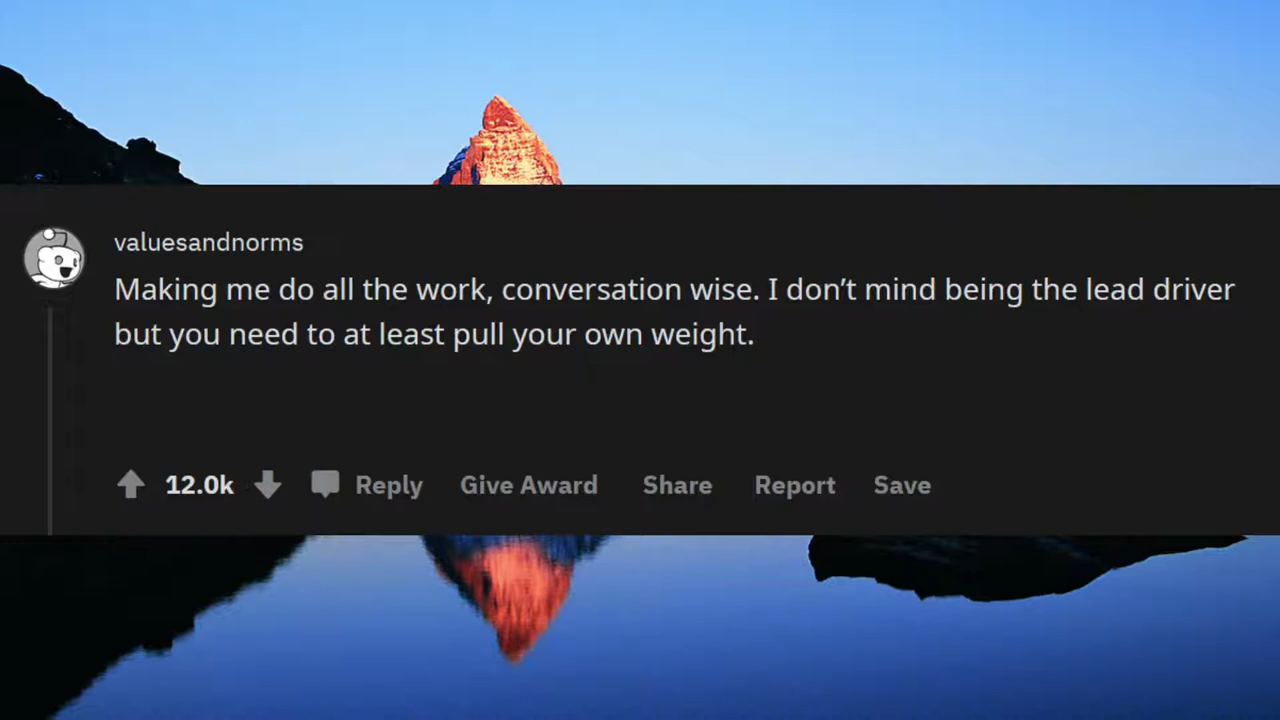 valuesandnorms
Making me do all the work, conversation wise. I don’t mind being the lead driver
but you need to at least pull your own weight.
12.0k Reply Give Award Share Report Save